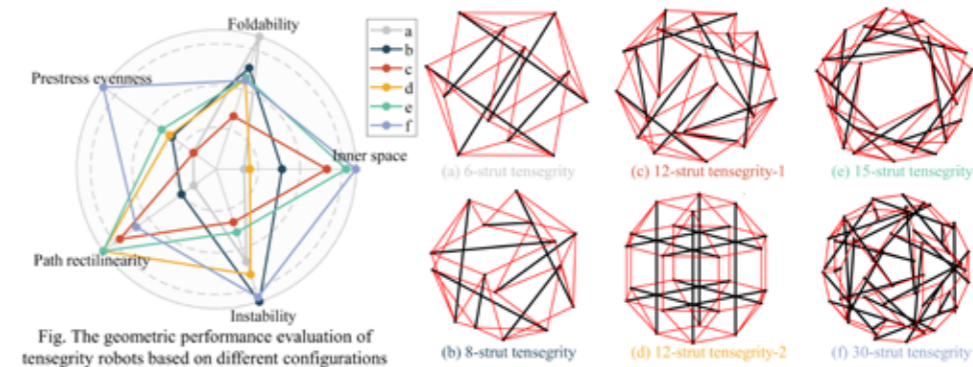 Foldability
a
b
c
d
e
f
Prestress evenness
Inner space
Path rectilinearity
Instability
Fig. The geometric performance evaluation of
tensegrity robots based on different configurations
(a) 6-strut tensegrity
(c) 12-strut tensegrity-1
(e) 15-strut tensegrity
(b) 8-strut tensegrity
(d) 12-strut tensegrity-2
(f) 30-strut tensegrity